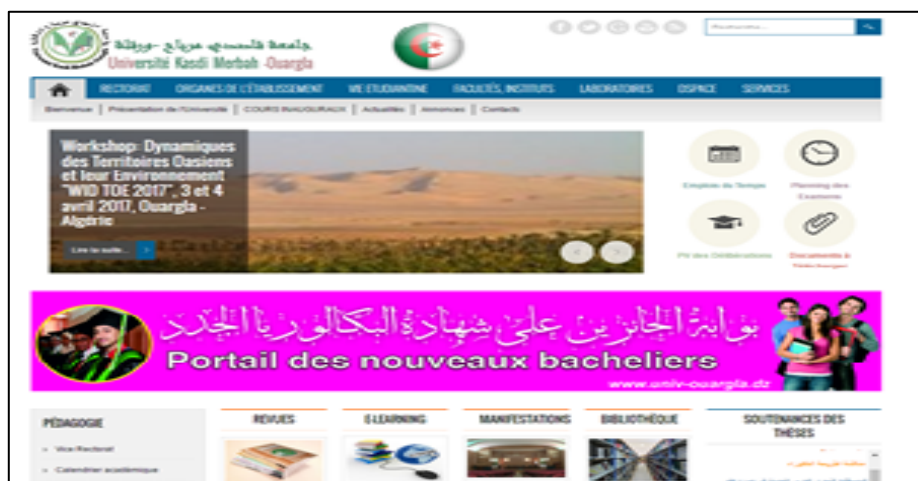 جامعة قاصدي مرباح -ورقلة
Université Kasdi Merbah -Ouargla
RECTORAT ORGANES DE L'ÉTABLISSEMENT VIE ETUDIANTINE FACULTÉS, INSTITUTS LABORATOIRES DSPACE SERVICES
Bienvenue | Présentation de l'Université | COURS INAUGURAUX | Actualités | Annonces | Contacts
Workshop: Dynamiques
des Territoires Oasiens
et leur Environnement
"WID TOE 2017", 3 et 4
avril 2017, Ouargla -
Algérie
Lire la suite...
Emplois du Temps
Planning des
Examens
PV des Délibérations
Documents à
Télécharger
بوابة الحائزين على شهادة البكالوريا الجدد
Portail des nouveaux bacheliers
www.univ-ouargla.dz
PÉDAGOGIE
Vice Rectorat
Calendrier académique
REVUES
E-LEARNING
MANIFESTATIONS
BIBLIOTHÈQUE
SOUTENANCES DES
THÈSES